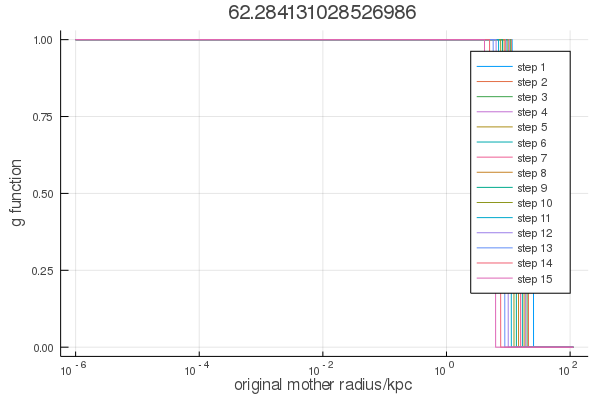 62.284131028526986
g function
1.00
0.75
0.50
0.25
0.00
step 1
step 2
step 3
step 4
step 5
step 6
step 7
step 8
step 9
step 10
step 11
step 12
step 13
step 14
step 15
10^-6 10^-4 10^-2 10^0 10^2
original mother radius/kpc